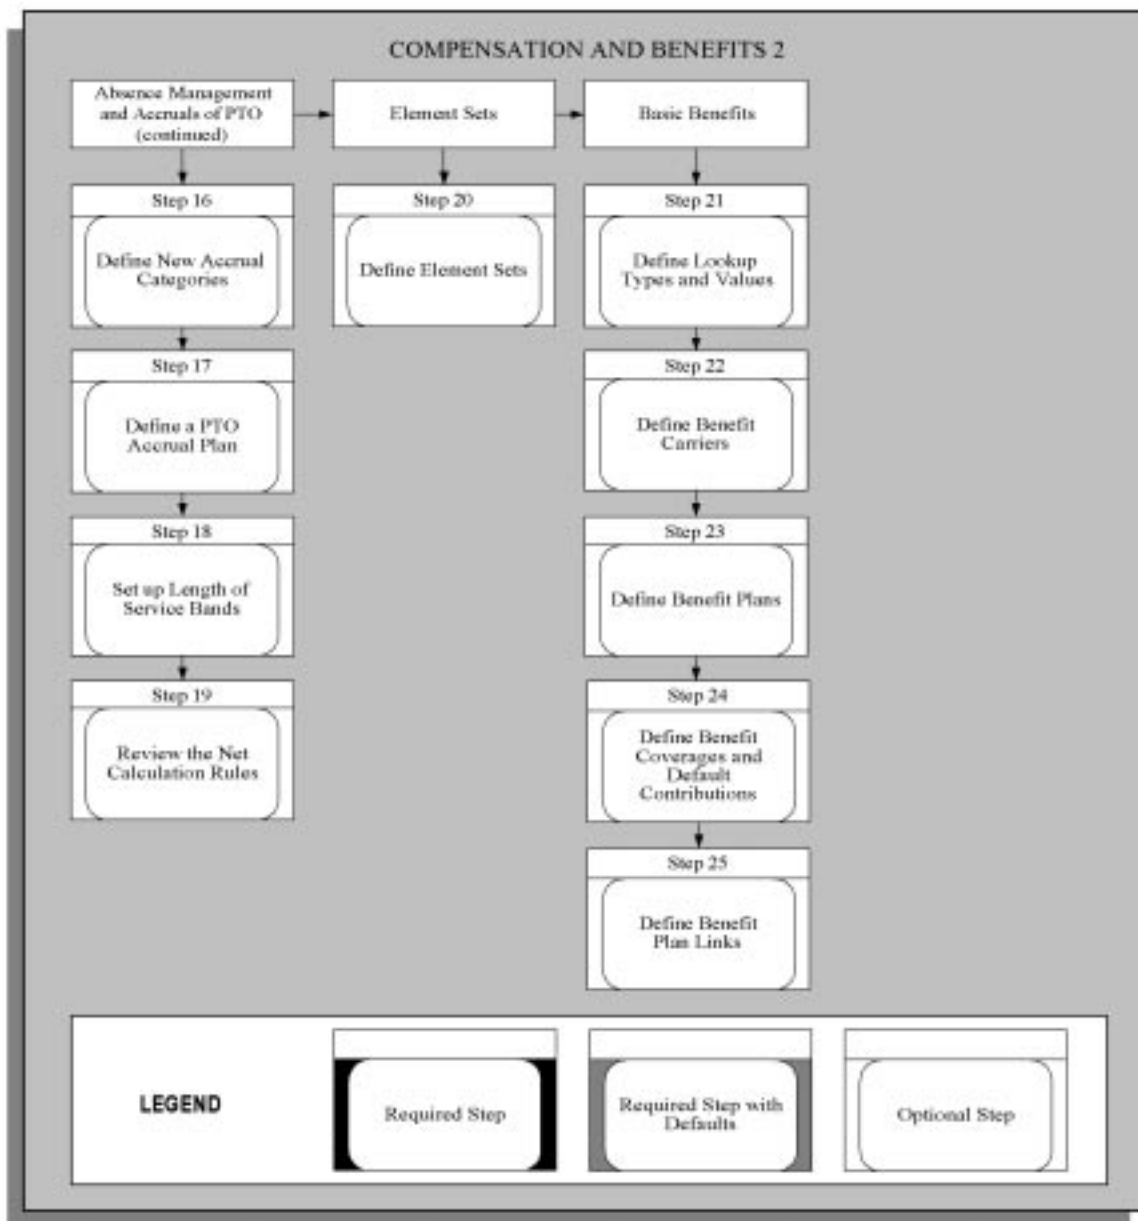 COMPENSATION AND BENEFITS 2
Absence Management
and Accruals of PTO
(continued)
Element Sets
Basic Benefits
Step 16
Define New Accrual
Categories
Step 17
Define a PTO
Accrual Plan
Step 18
Set up Length of
Service Bands
Step 19
Review the Net
Calculation Rules
Step 20
Define Element Sets
Step 21
Define Lookup
Types and Values
Step 22
Define Benefit
Carriers
Step 23
Define Benefit Plans
Step 24
Define Benefit
Coverages and
Default
Contributions
Step 25
Define Benefit
Plan Links
LEGEND
Required Step
Required Step with
Defaults
Optional Step